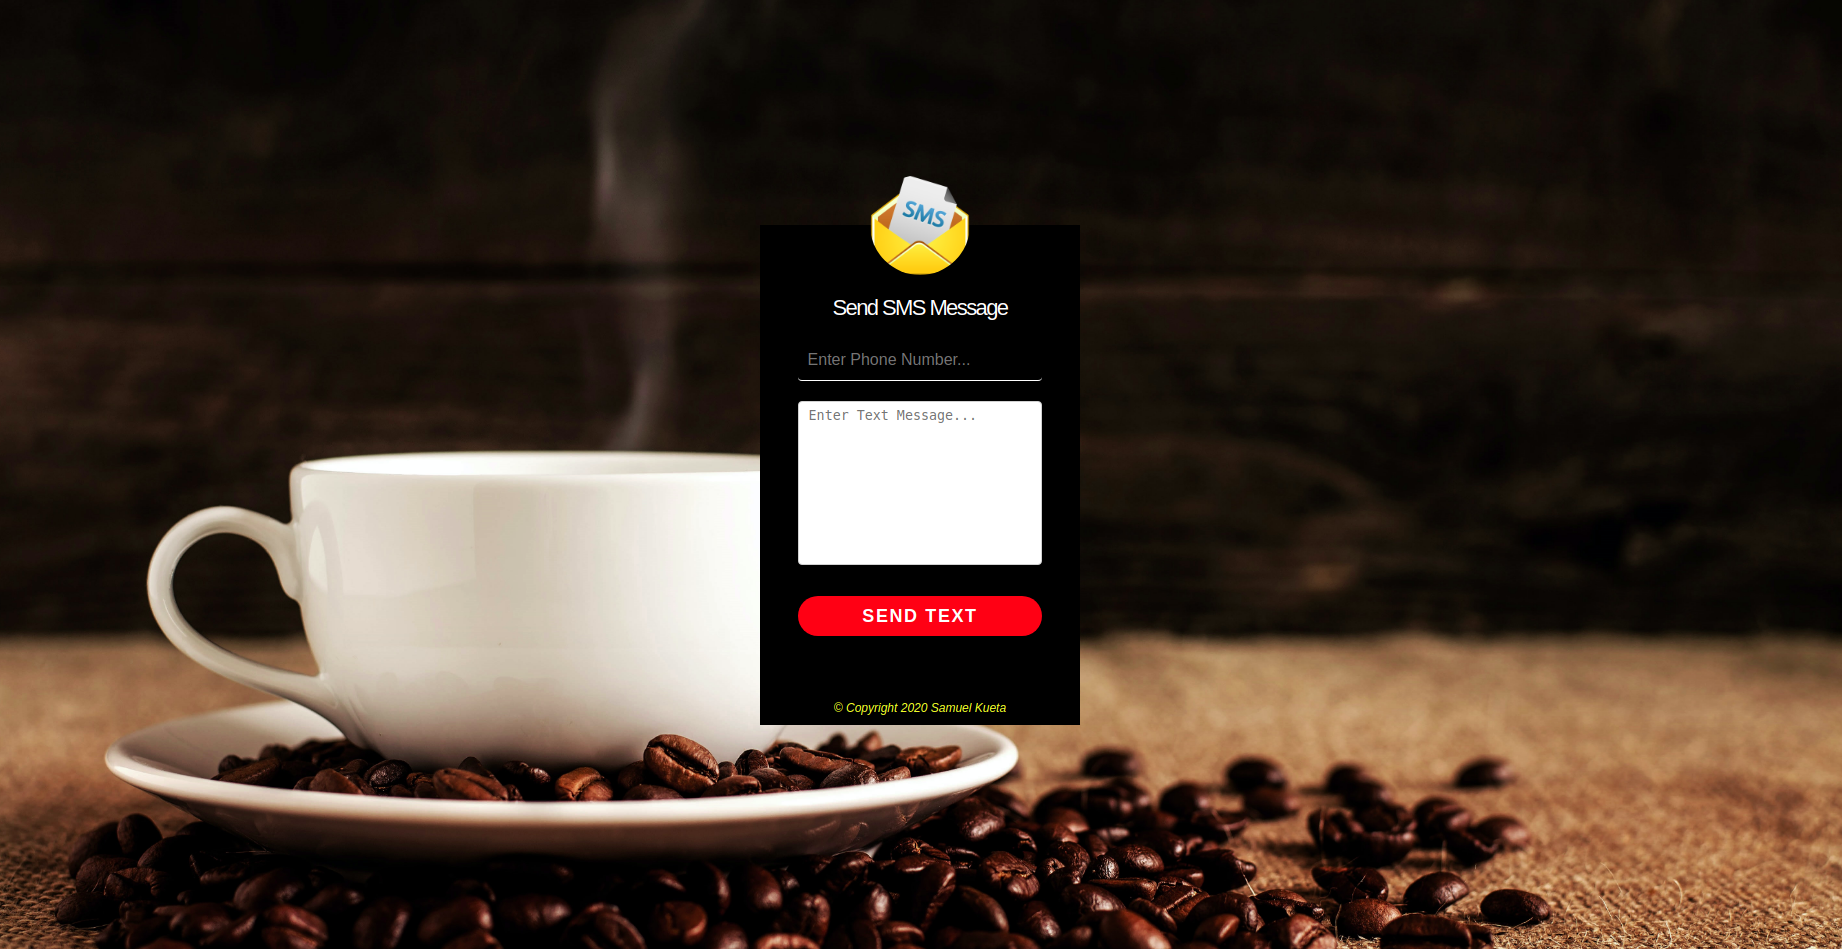 SMS
Send SMS Message
Enter Phone Number...
Enter Text Message...
SEND TEXT
© Copyright 2020 Samuel Kueta